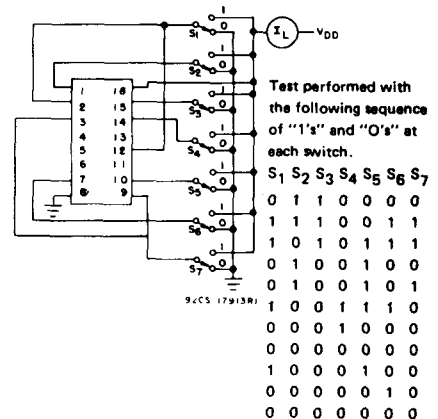 1
0
S1
1
0
S2
1
0
S3
1
0
S4
1
0
S5
1
0
S6
1
0
S7
IL
VDD
1 16
2 15
3 14
4 13
5 12
6 11
7 10
8 9
92CS 17913R1
Test performed with
the following sequence
of "1's" and "0's" at
each switch.
S1 S2 S3 S4 S5 S6 S7
0 1 1 0 0 0 0
1 1 1 0 0 1 1
1 0 1 0 1 1 1
0 1 0 0 1 0 0
0 1 0 0 1 0 1
1 0 0 1 1 1 0
0 0 0 1 0 0 0
0 0 0 0 0 0 0
1 0 0 0 1 0 0
0 0 0 0 0 1 0
0 0 0 0 0 0 0